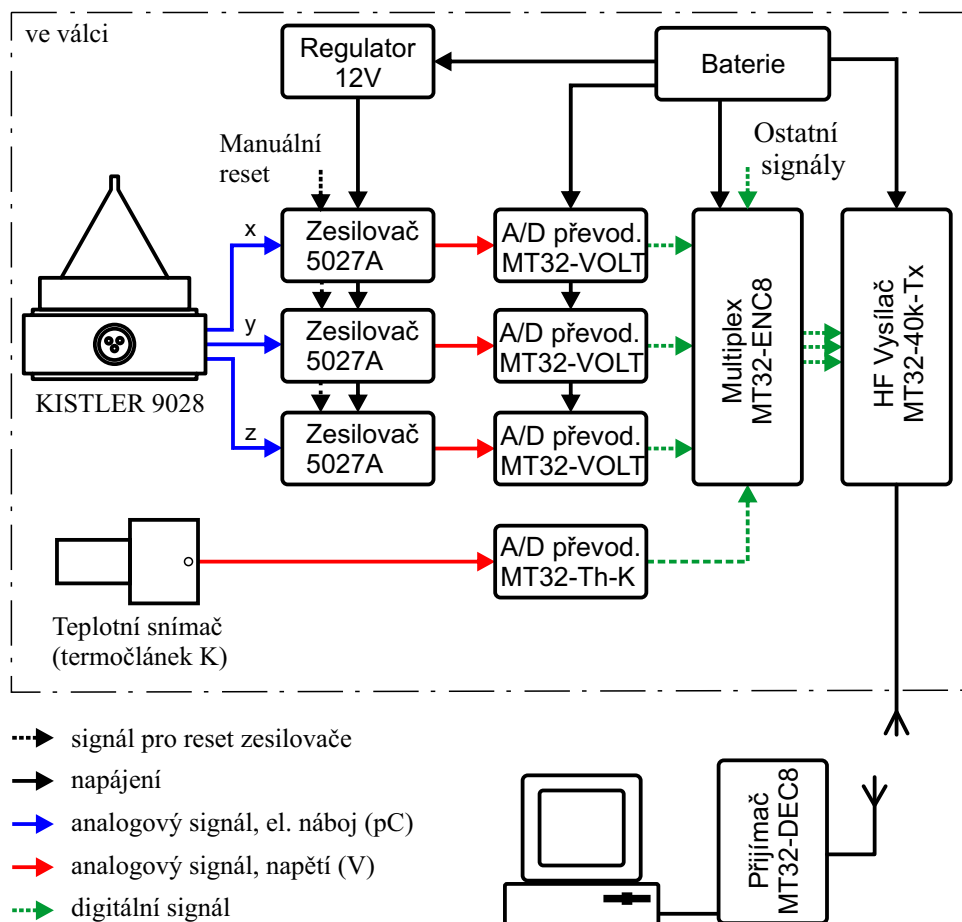 ve válci
Regulator
12V
Baterie
Manuální
reset
Ostatní
signály
x
Zesilovač
5027A
A/D převod.
MT32-VOLT
y
Zesilovač
5027A
A/D převod.
MT32-VOLT
z
Zesilovač
5027A
A/D převod.
MT32-VOLT
Multiplex
MT32-ENC8
HF Vysílač
MT32-40k-Tx
KISTLER 9028
A/D převod.
MT32-Th-K
Teplotní snímač
(termočlánek K)
signál pro reset zesilovače
napájení
analogový signál, el. náboj (pC)
analogový signál, napětí (V)
digitální signál
Přijímač
MT32-DEC8